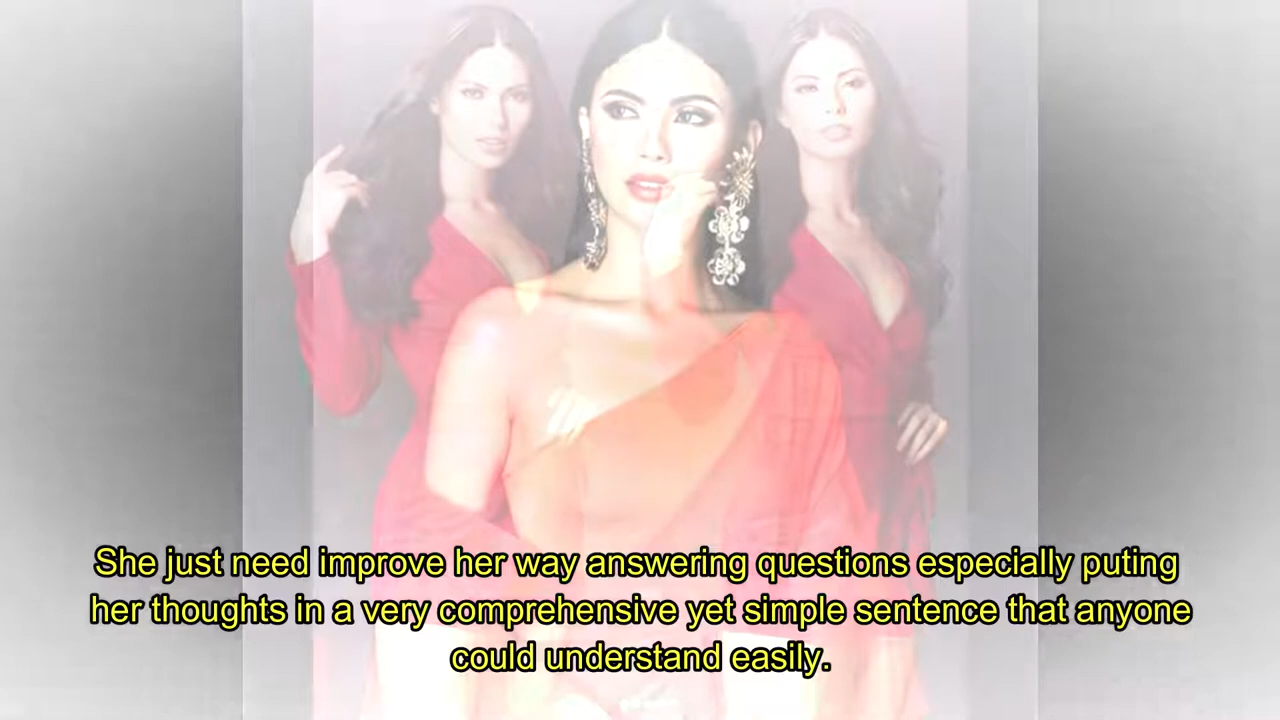 She just need improve her way answering questions especially puting
her thoughts in a very comprehensive yet simple sentence that anyone
could understand easily.